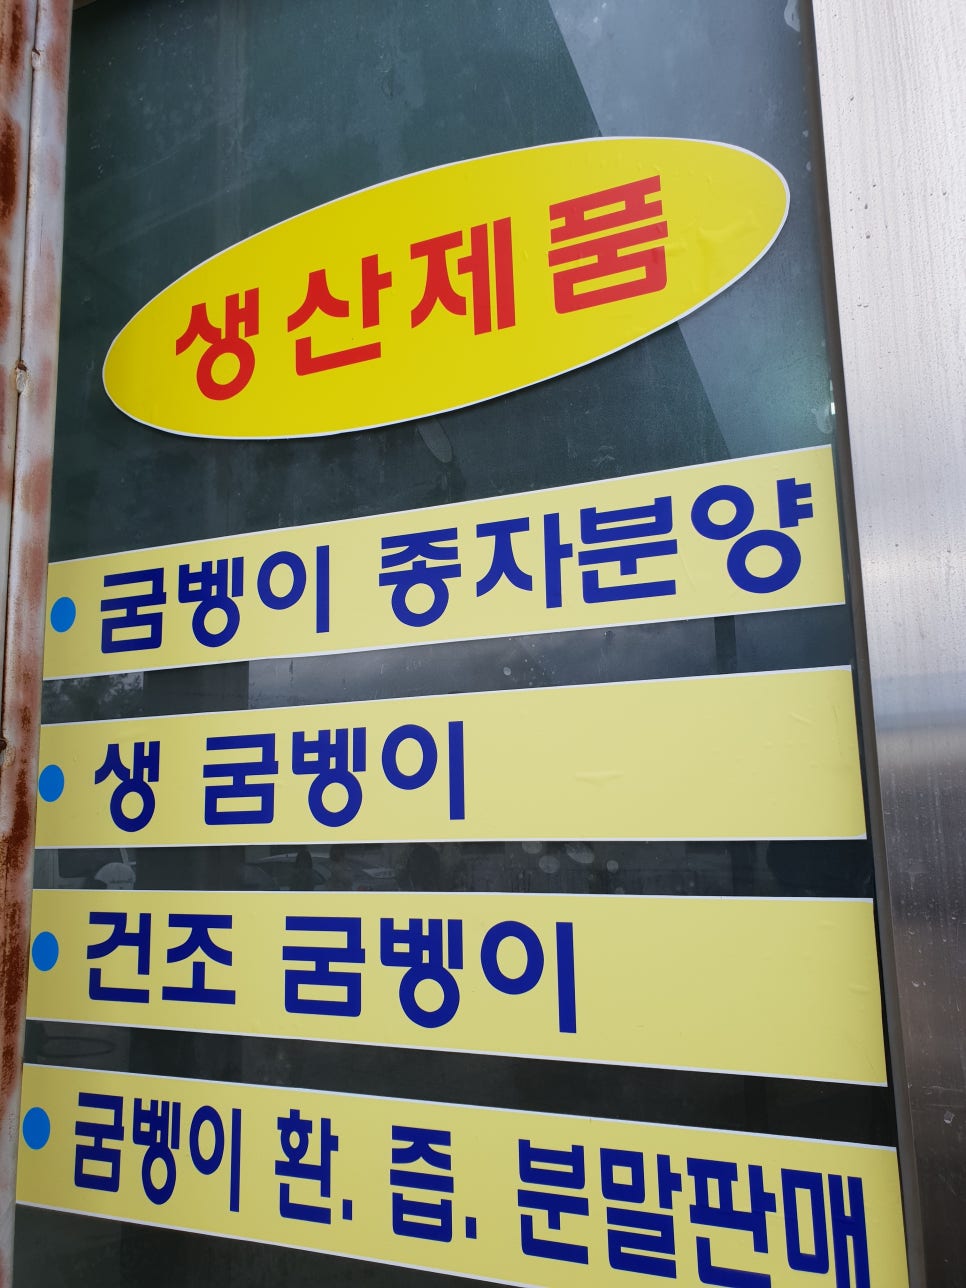 생산제품
굼벵이 종자분양
생 굼벵이
건조 굼벵이
굼벵이 환. 즙. 분말판매